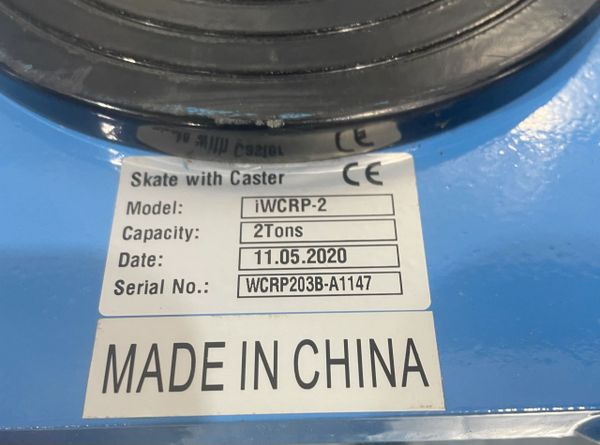 Skate with Caster CE
Model: iWCRP-2
Capacity: 2Tons
Date: 11.05.2020
Serial No.: WCRP203B-A1147
MADE IN CHINA